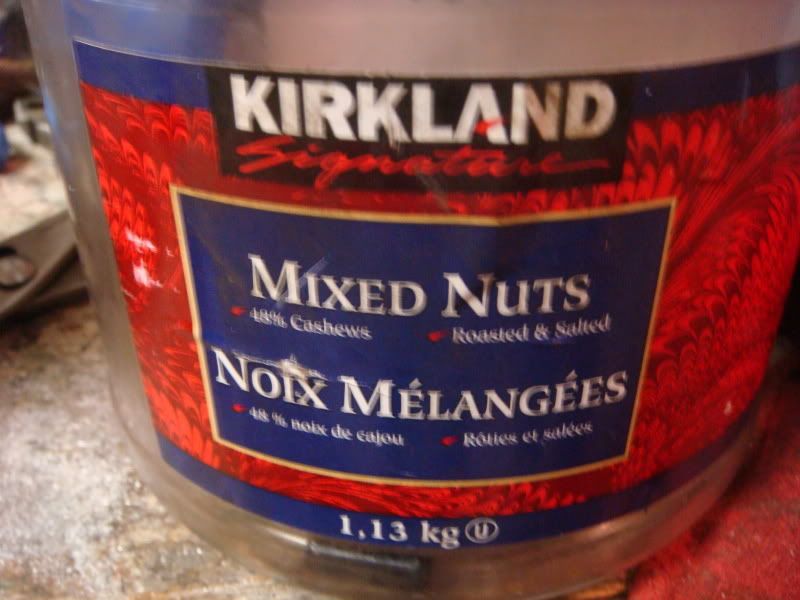 KIRKLAND
Signature
MIXED NUTS
48% Cashews Roasted & Salted
NOIX MÉLANGÉES
48 % noix de cajou Rôties et salées
1,13 kg U